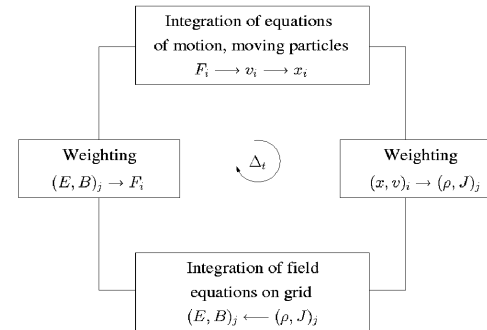 Integration of equations
of motion, moving particles
F_i ⟶ v_i ⟶ x_i
Weighting
(E, B)_j → F_i
Δ_t
Weighting
(x, v)_i → (ρ, J)_j
Integration of field
equations on grid
(E, B)_j ⟵ (ρ, J)_j